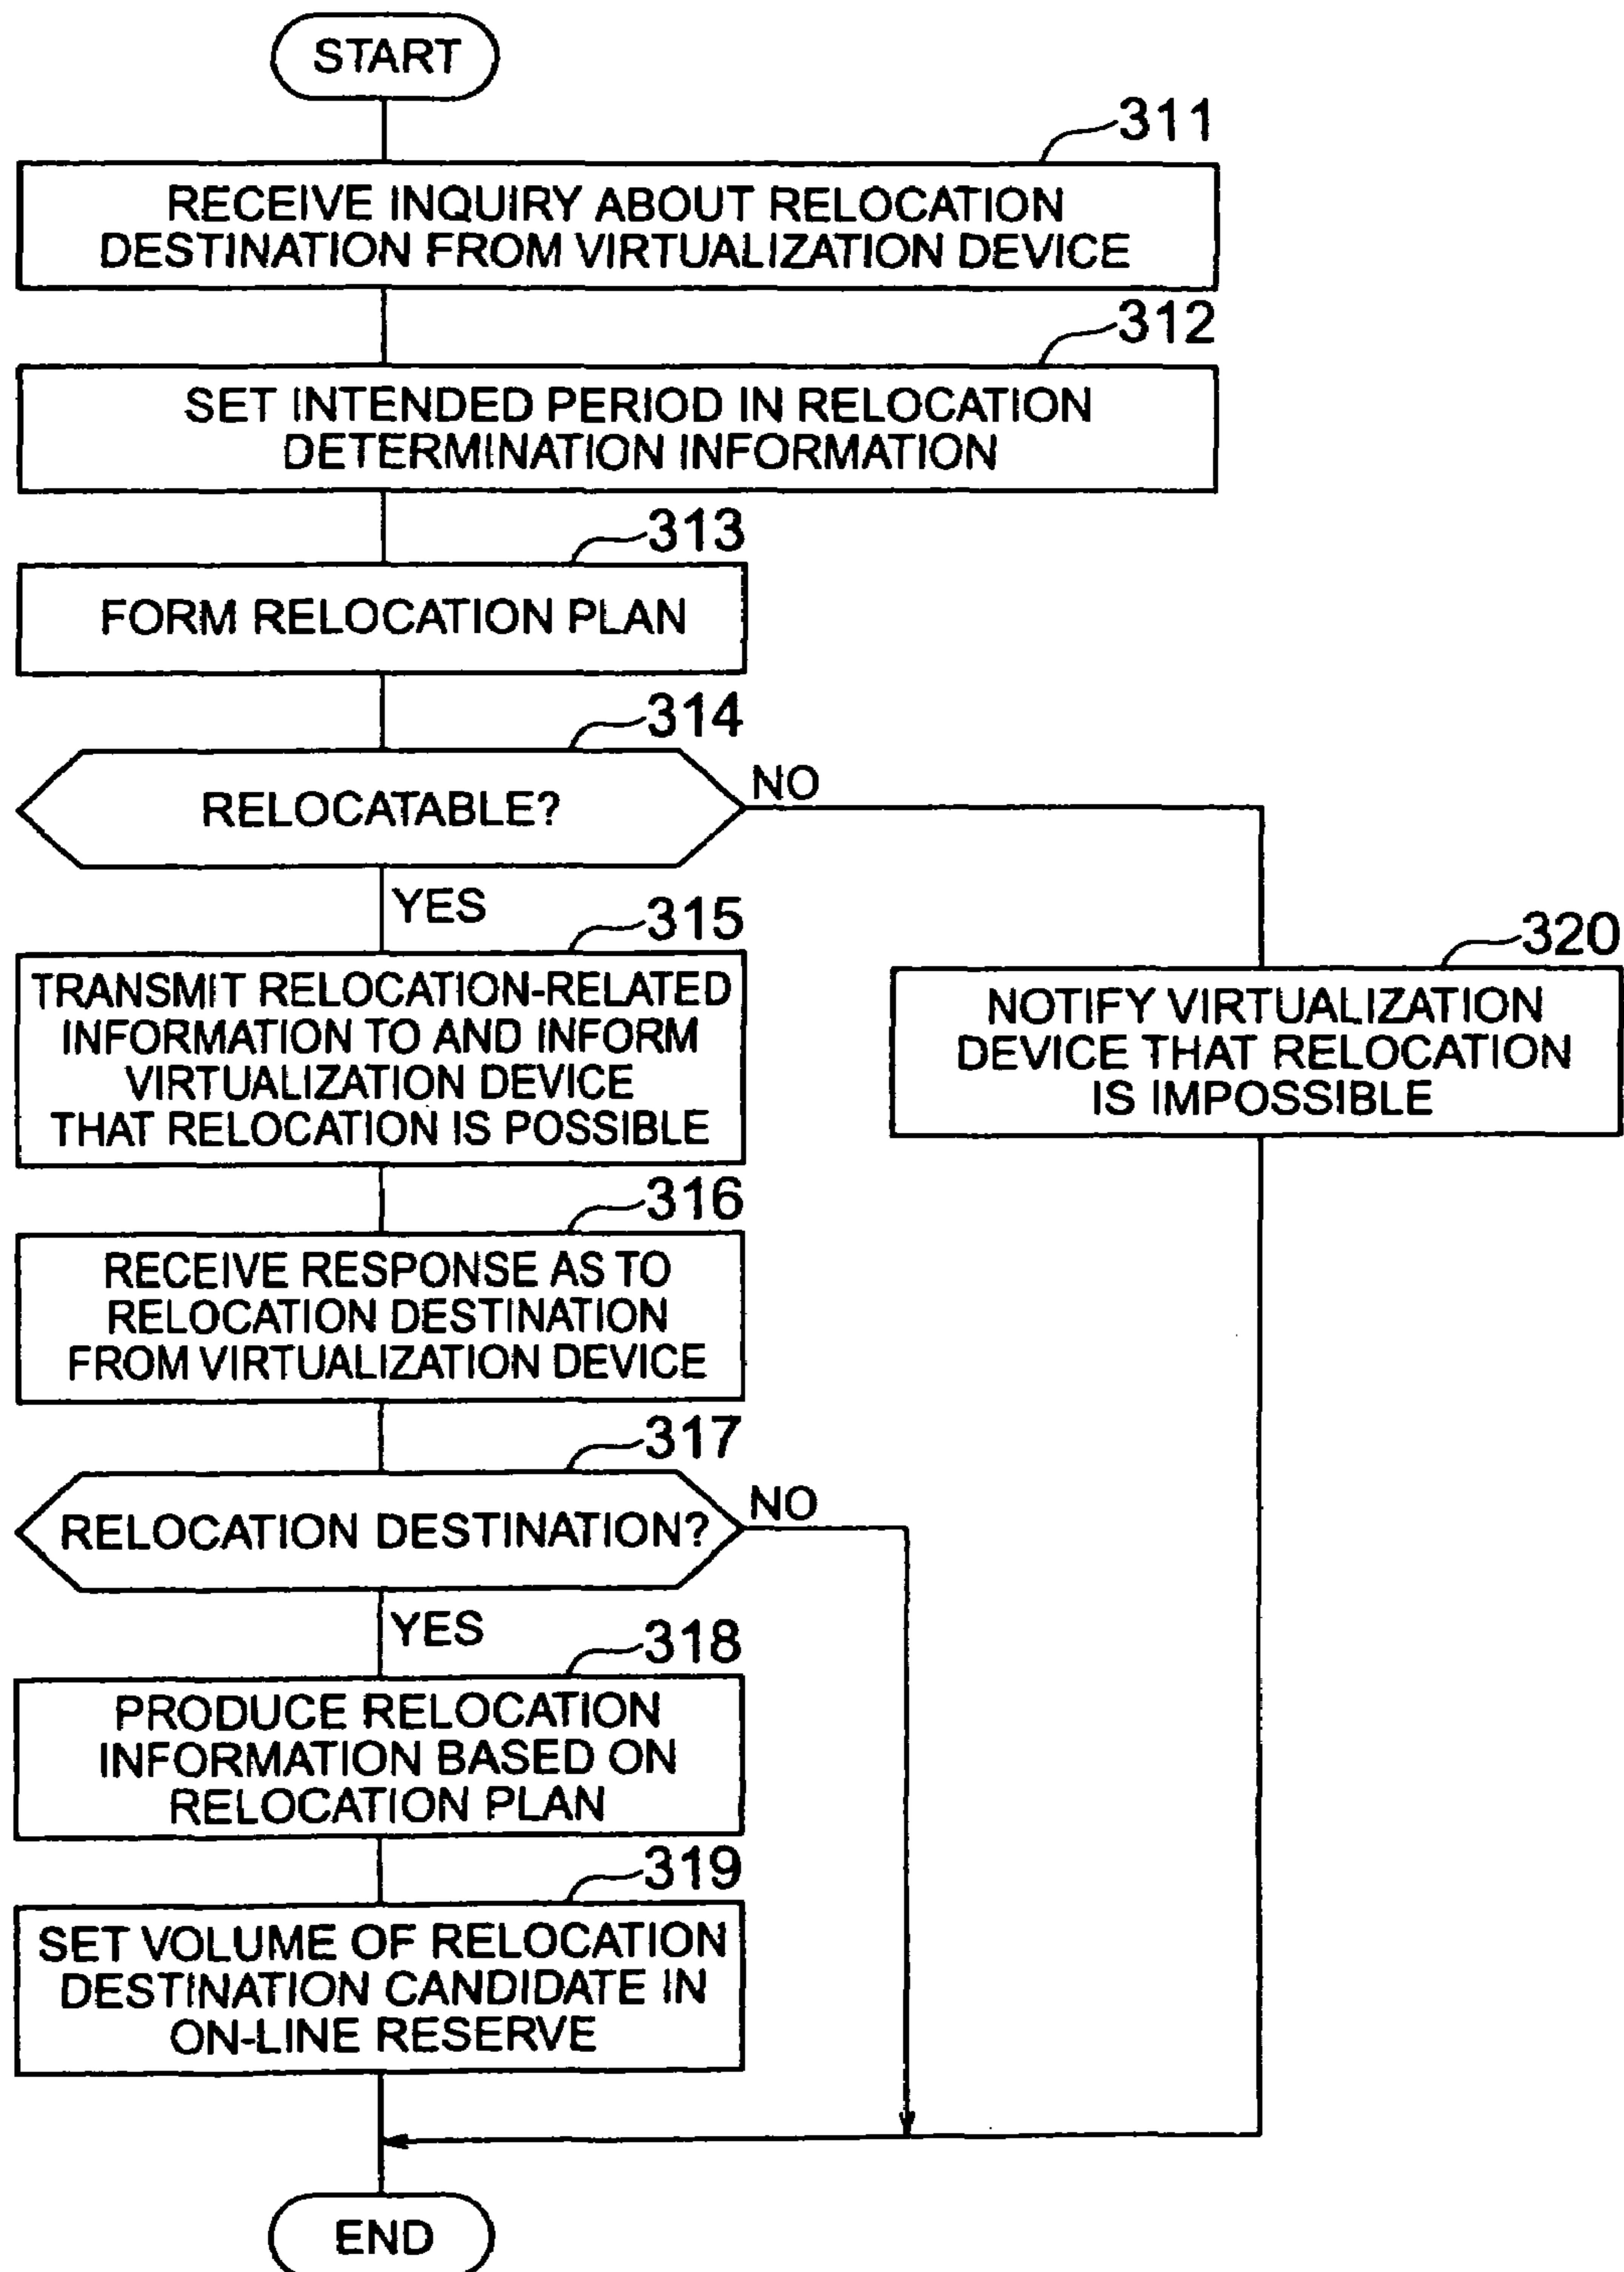 START
311
RECEIVE INQUIRY ABOUT RELOCATION
DESTINATION FROM VIRTUALIZATION DEVICE
312
SET INTENDED PERIOD IN RELOCATION
DETERMINATION INFORMATION
313
FORM RELOCATION PLAN
314
RELOCATABLE?
NO
YES
315
TRANSMIT RELOCATION-RELATED
INFORMATION TO AND INFORM
VIRTUALIZATION DEVICE
THAT RELOCATION IS POSSIBLE
320
NOTIFY VIRTUALIZATION
DEVICE THAT RELOCATION
IS IMPOSSIBLE
316
RECEIVE RESPONSE AS TO
RELOCATION DESTINATION
FROM VIRTUALIZATION DEVICE
317
RELOCATION DESTINATION?
NO
YES
318
PRODUCE RELOCATION
INFORMATION BASED ON
RELOCATION PLAN
319
SET VOLUME OF RELOCATION
DESTINATION CANDIDATE IN
ON-LINE RESERVE
END